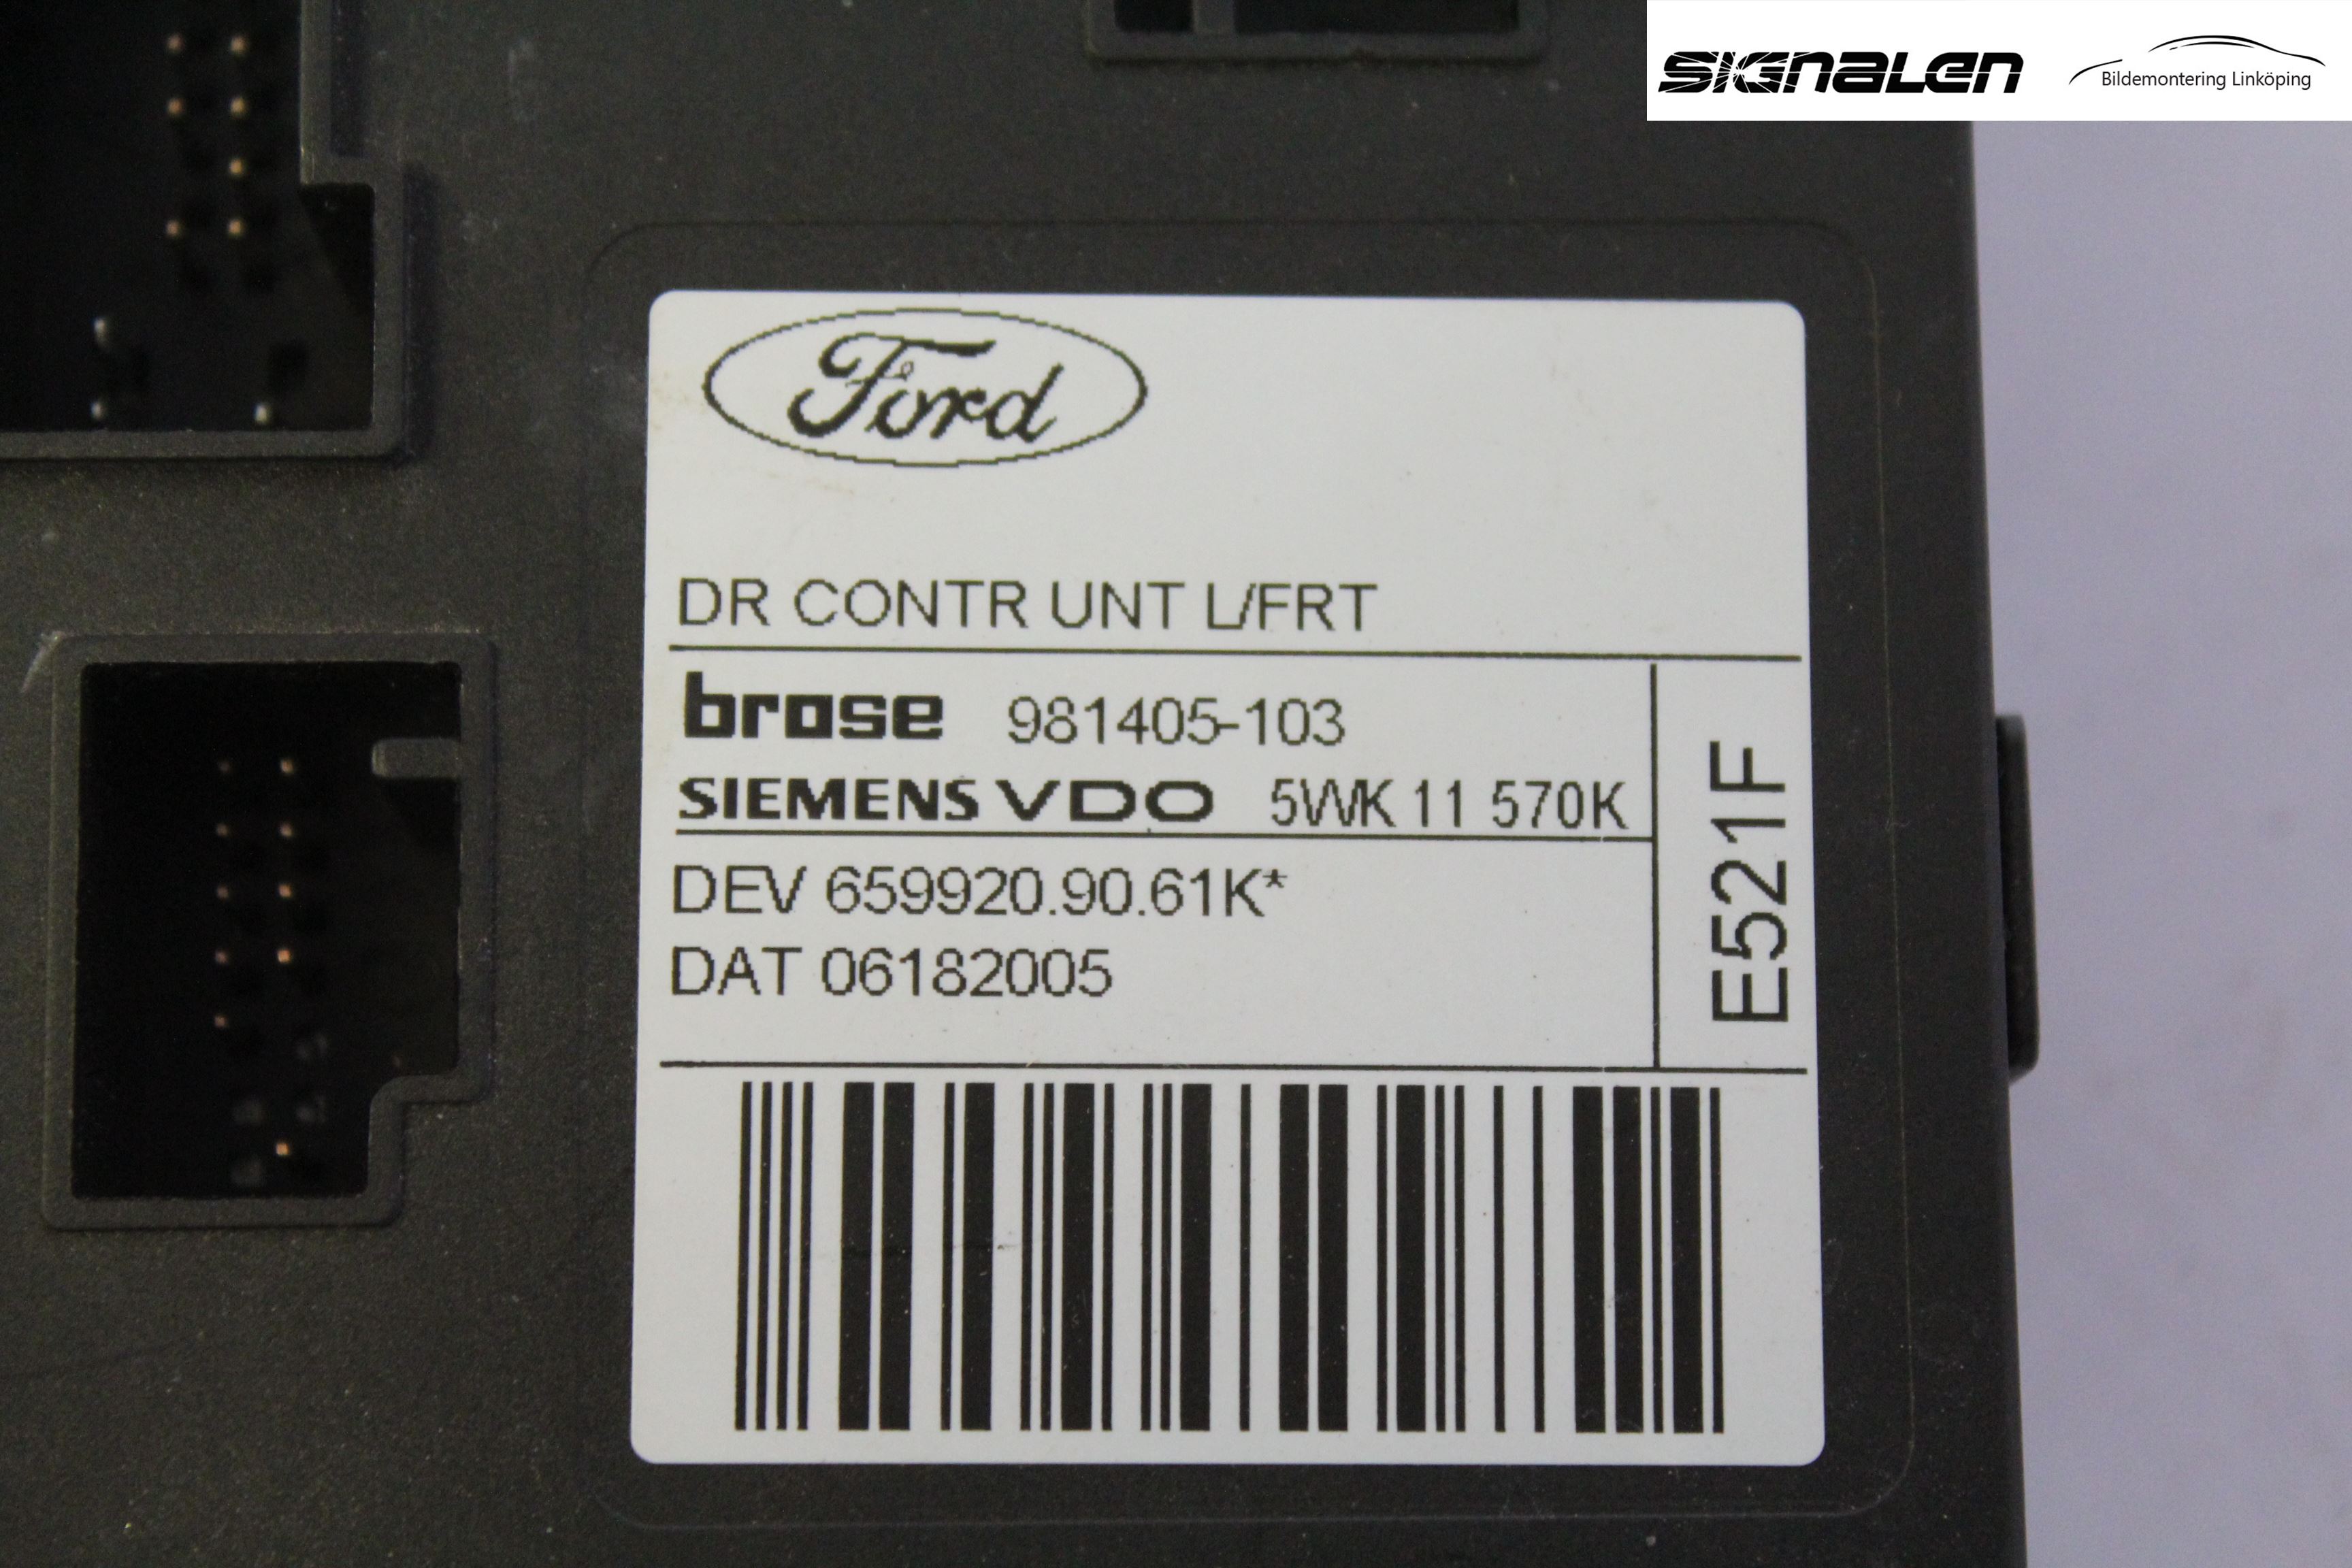 SIGNALEN
Bildemontering Linköping
Ford
DR CONTR UNT L/FRT
brose 981405-103
SIEMENS VDO 5WK 11 570K
DEV 659920.90.61K*
DAT 06182005
E521F